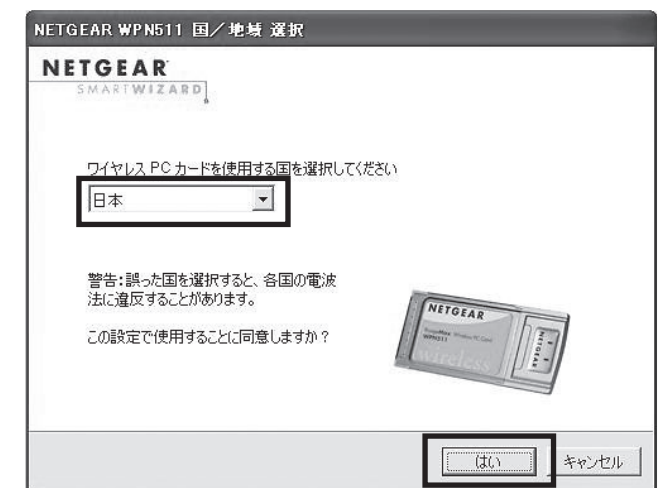 NETGEAR WPN511 国/地域 選択
NETGEAR
SMARTWIZARD
ワイヤレス PC カードを使用する国を選択してください
日本
警告:誤った国を選択すると、各国の電波
法に違反することがあります。
この設定で使用することに同意しますか?
NETGEAR
WPN511
wireless
NETGEAR
はい
キャンセル